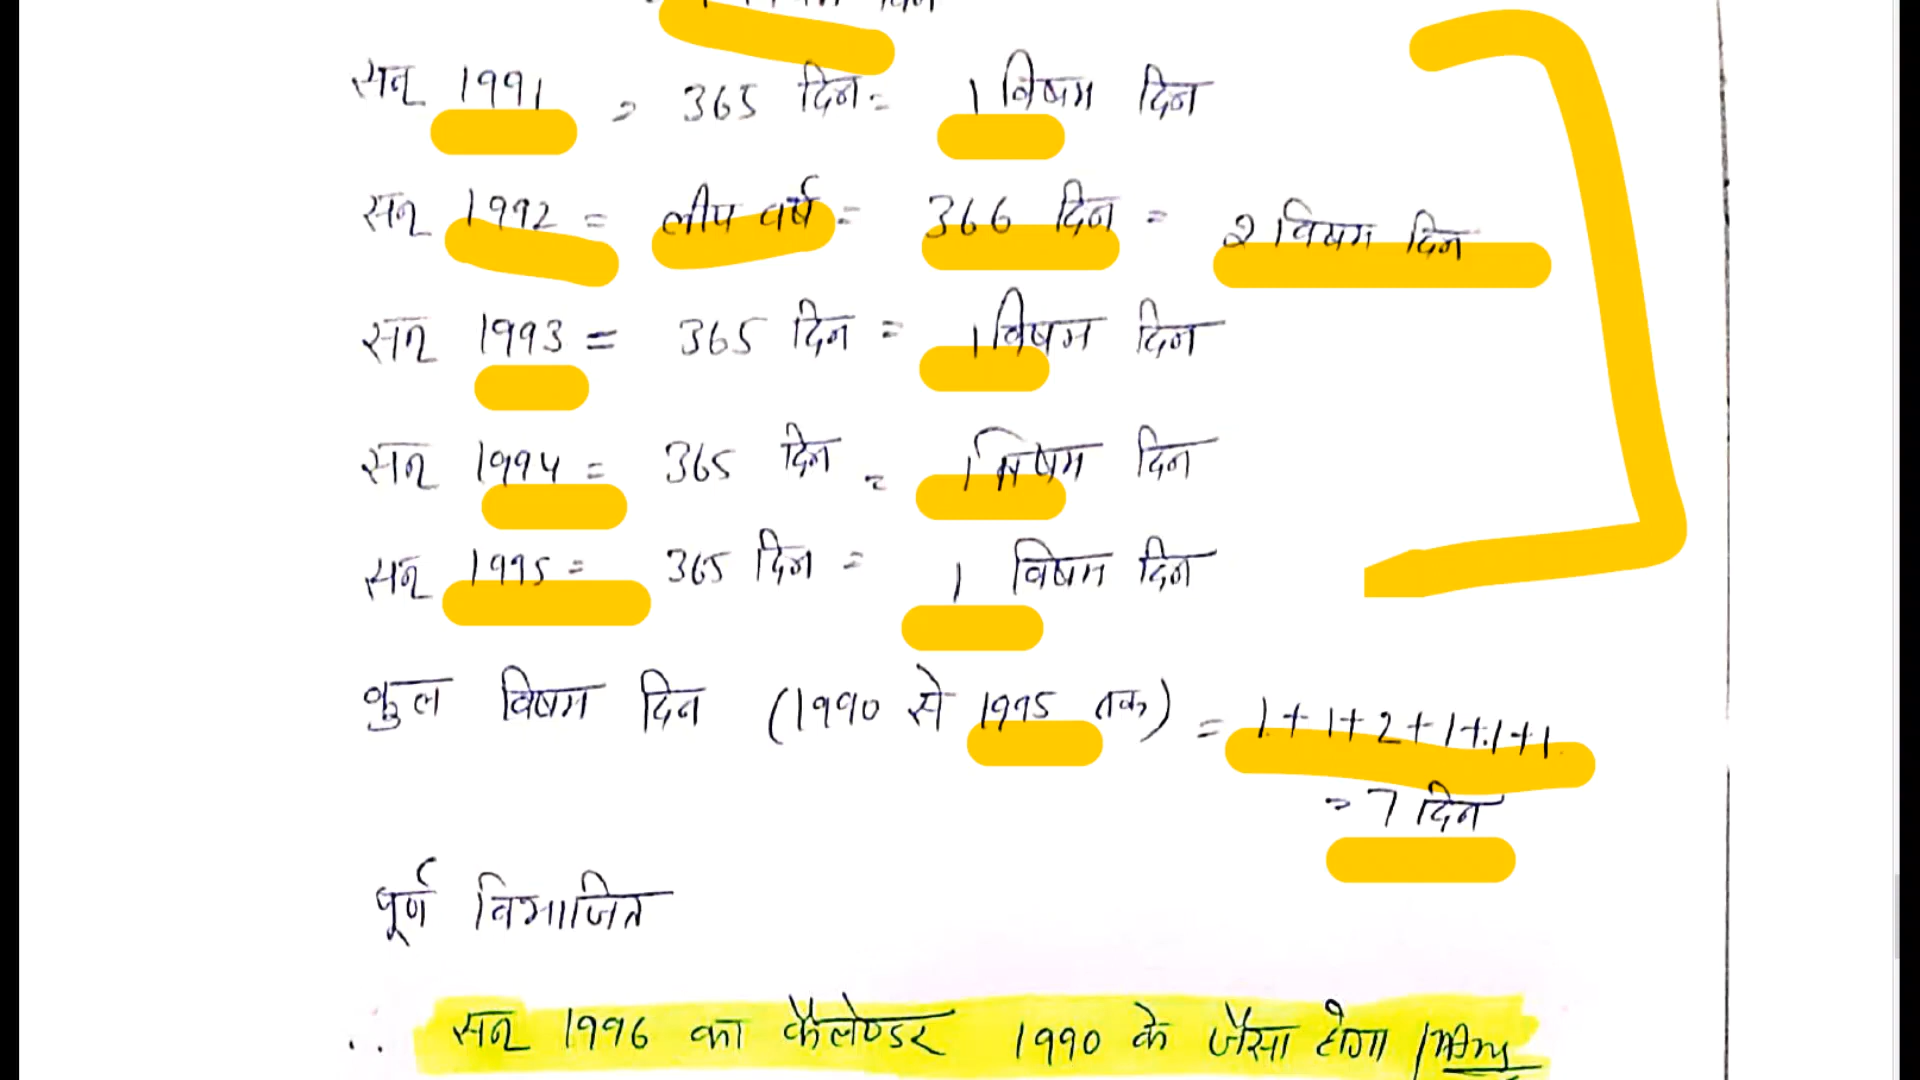 सन् 1991 = 365 दिन = 1 विषम दिन
सन् 1992 = लीप वर्ष = 366 दिन = 2 विषम दिन
सन् 1993 = 365 दिन = 1 विषम दिन
सन् 1994 = 365 दिन = 1 विषम दिन
सन् 1995 = 365 दिन = 1 विषम दिन
कुल विषम दिन (1990 से 1995 तक) = 1+1+2+1+1+1
= 7 दिन
पूर्ण विभाजित
∴ सन् 1996 का कैलेण्डर 1990 के जैसा होगा | Ans